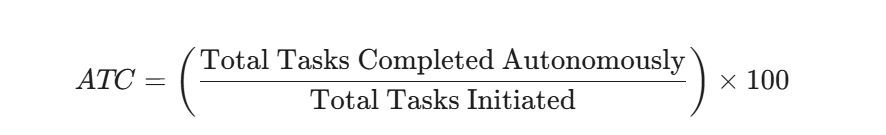 ATC = (Total Tasks Completed Autonomously / Total Tasks Initiated) × 100